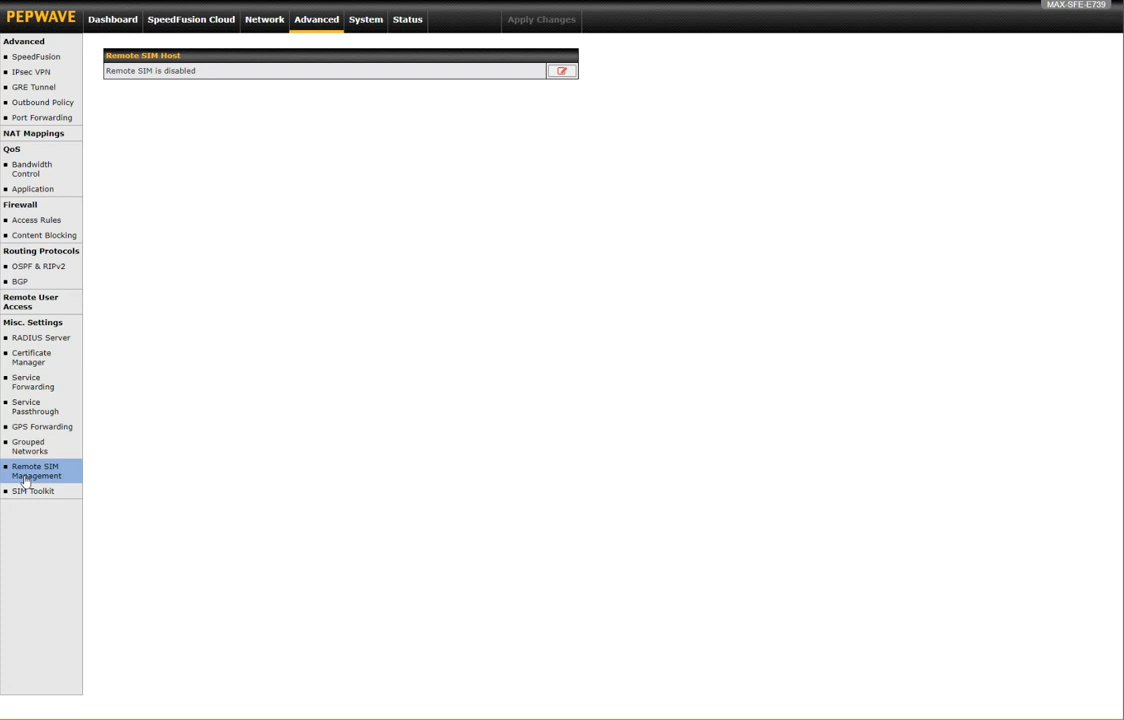 MAX-SFE-E739
PEPWAVE Dashboard SpeedFusion Cloud Network Advanced System Status Apply Changes
Advanced
SpeedFusion
IPsec VPN
GRE Tunnel
Outbound Policy
Port Forwarding
NAT Mappings
QoS
Bandwidth
Control
Application
Firewall
Access Rules
Content Blocking
Routing Protocols
OSPF & RIPv2
BGP
Remote User
Access
Misc. Settings
RADIUS Server
Certificate
Manager
Service
Forwarding
Service
Passthrough
GPS Forwarding
Grouped
Networks
Remote SIM
Management
SIM Toolkit
Remote SIM Host
Remote SIM is disabled